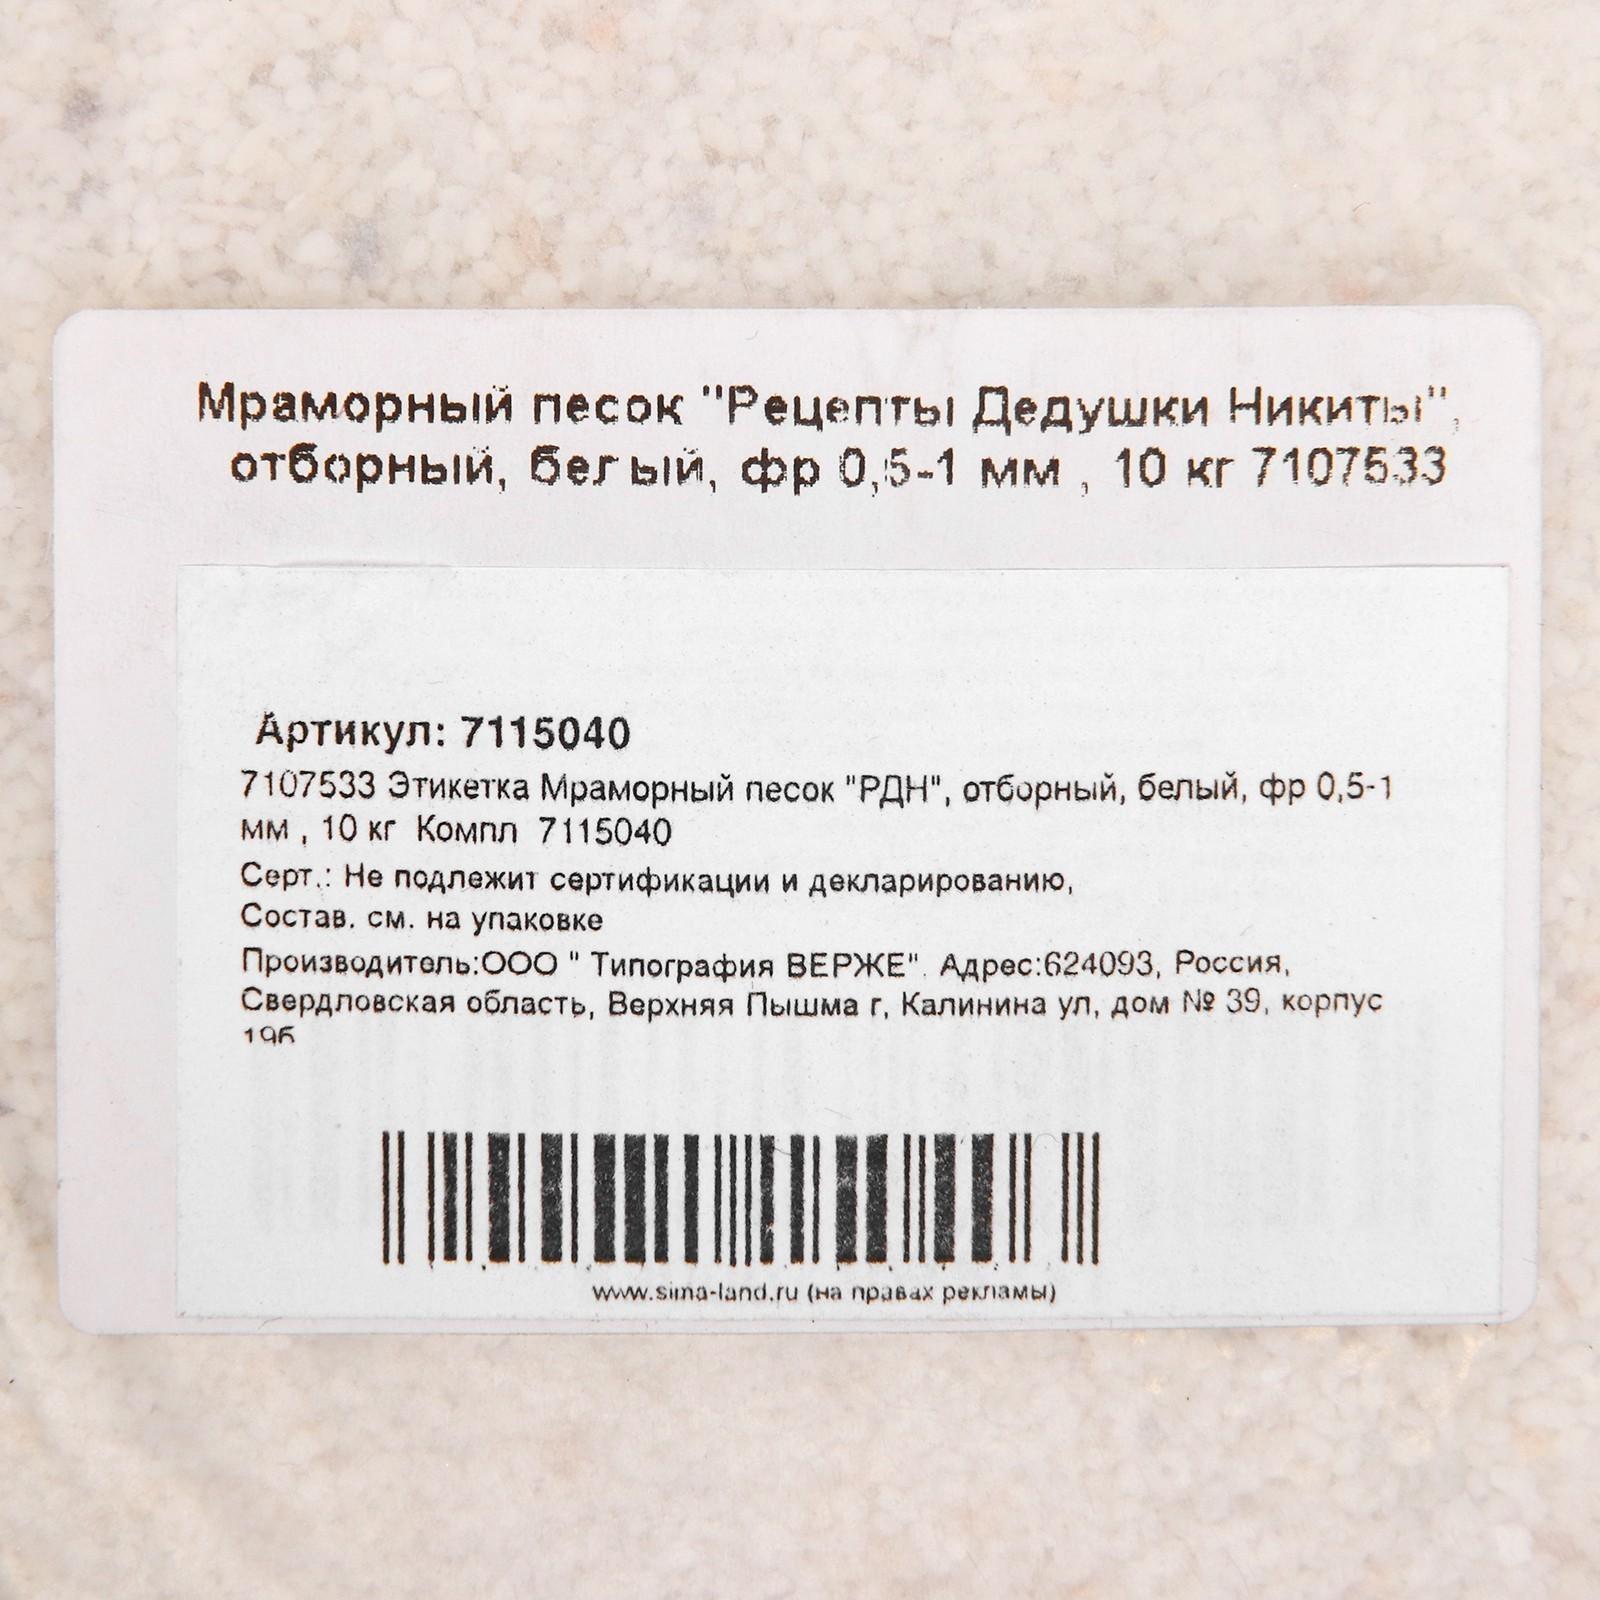 Мраморный песок "Рецепты Дедушки Никиты",
отборный, белый, фр 0,5-1 мм , 10 кг 7107533
Артикул: 7115040
7107533 Этикетка Мраморный песок "РДН", отборный, белый, фр 0,5-1
мм , 10 кг Компл 7115040
Серт.: Не подлежит сертификации и декларированию,
Состав. см. на упаковке
Производитель:ООО " Типография ВЕРЖЕ". Адрес:624093, Россия,
Свердловская область, Верхняя Пышма г, Калинина ул, дом № 39, корпус
www.sima-land.ru (на правах рекламы)